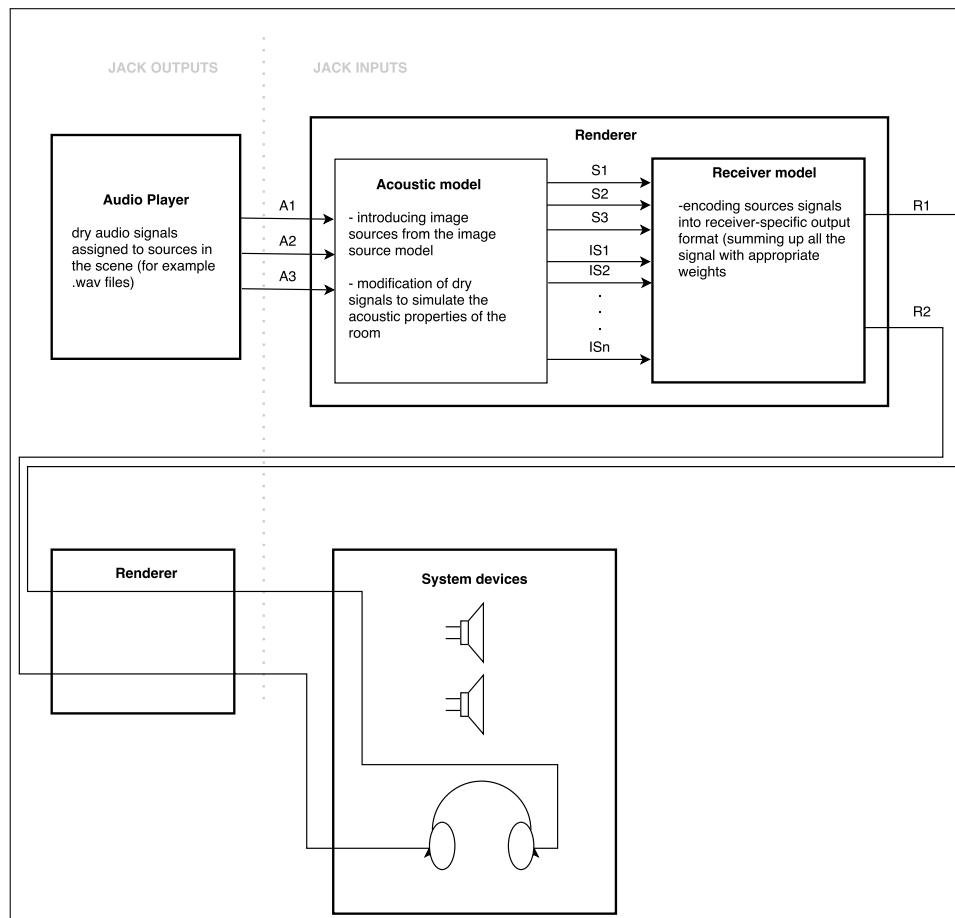 JACK OUTPUTS
JACK INPUTS
Audio Player
dry audio signals
assigned to sources in
the scene (for example
.wav files)
A1
A2
A3
Renderer
Acoustic model
- introducing image
sources from the image
source model
- modification of dry
signals to simulate the
acoustic properties of the
room
S1
S2
S3
IS1
IS2
.
.
.
ISn
Receiver model
-encoding sources signals
into receiver-specific output
format (summing up all the
signal with appropriate
weights
R1
R2
Renderer
System devices